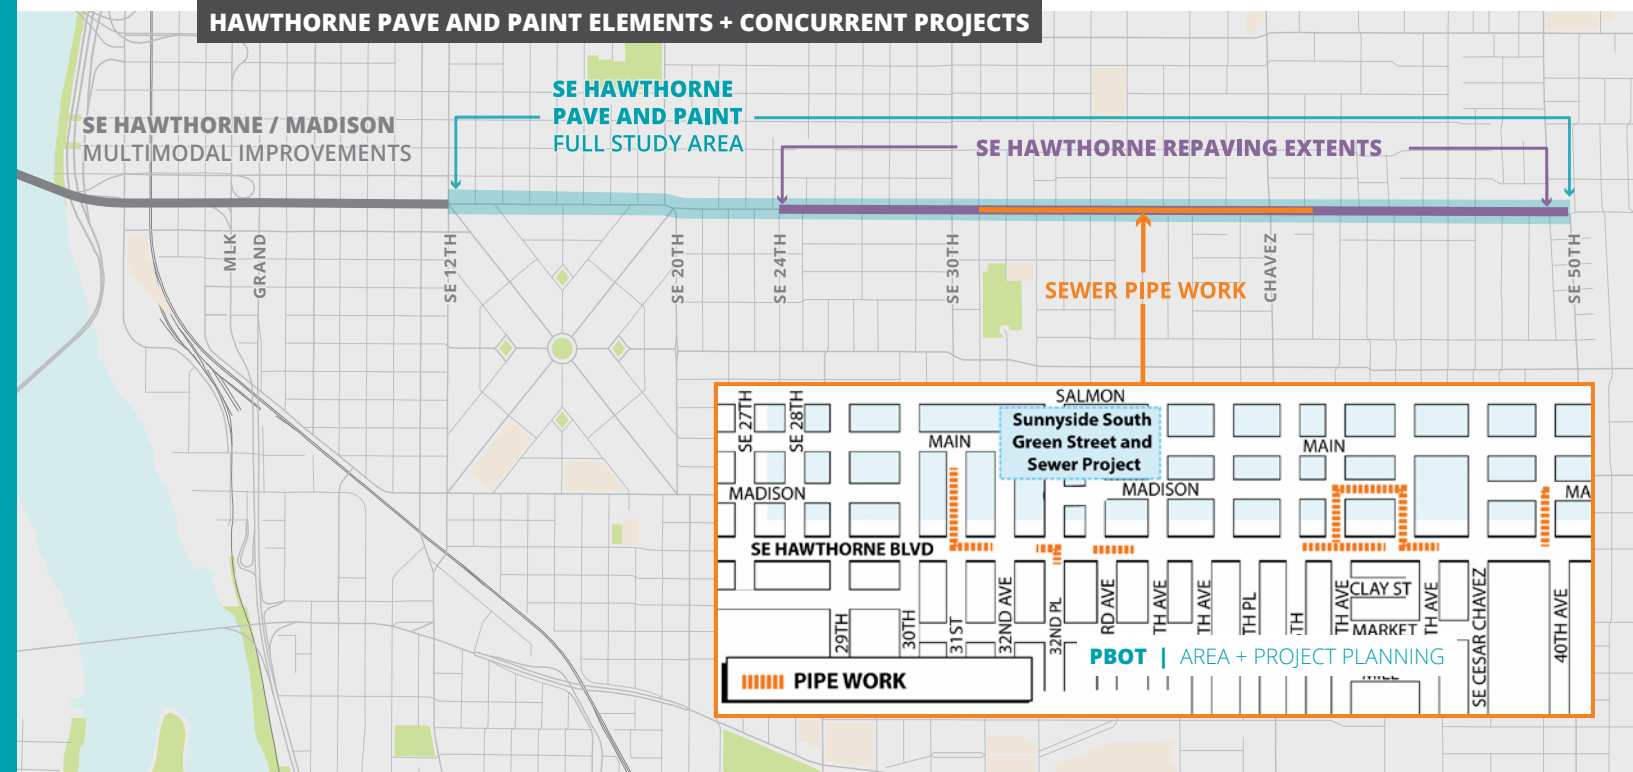 HAWTHORNE PAVE AND PAINT ELEMENTS + CONCURRENT PROJECTS
SE HAWTHORNE
PAVE AND PAINT
FULL STUDY AREA
SE HAWTHORNE / MADISON
MULTIMODAL IMPROVEMENTS
SE HAWTHORNE REPAVING EXTENTS
MLK
GRAND
SE 12TH
SE 20TH
SE 24TH
SE 30TH
CHAVEZ
SE 50TH
SEWER PIPE WORK
SALMON
SE 27TH
SE 28TH
Sunnyside South
Green Street and
Sewer Project
MAIN
MAIN
MADISON
MADISON
MA
SE HAWTHORNE BLVD
29TH
30TH
31ST
32ND AVE
32ND PL
RD AVE
TH AVE
TH AVE
TH PL
TH
TH AVE
CLAY ST
MARKET
TH AVE
SE CESAR CHAVEZ
40TH AVE
PBOT | AREA + PROJECT PLANNING
PIPE WORK